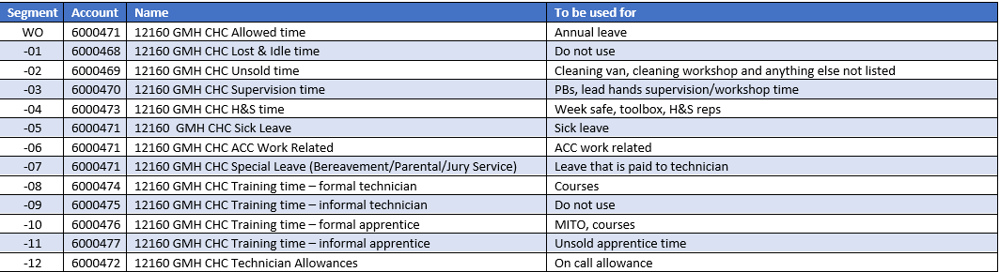 Segment Account Name To be used for
WO 6000471 12160 GMH CHC Allowed time Annual leave
-01 6000468 12160 GMH CHC Lost & Idle time Do not use
-02 6000469 12160 GMH CHC Unsold time Cleaning van, cleaning workshop and anything else not listed
-03 6000470 12160 GMH CHC Supervision time PBs, lead hands supervision/workshop time
-04 6000473 12160 GMH CHC H&S time Week safe, toolbox, H&S reps
-05 6000471 12160  GMH CHC Sick Leave Sick leave
-06 6000471 12160 GMH CHC ACC Work Related ACC work related
-07 6000471 12160 GMH CHC Special Leave (Bereavement/Parental/Jury Service) Leave that is paid to technician
-08 6000474 12160 GMH CHC Training time – formal technician Courses
-09 6000475 12160 GMH CHC Training time – informal technician Do not use
-10 6000476 12160 GMH CHC Training time – formal apprentice MITO, courses
-11 6000477 12160 GMH CHC Training time – informal apprentice Unsold apprentice time
-12 6000472 12160 GMH CHC Technician Allowances On call allowance